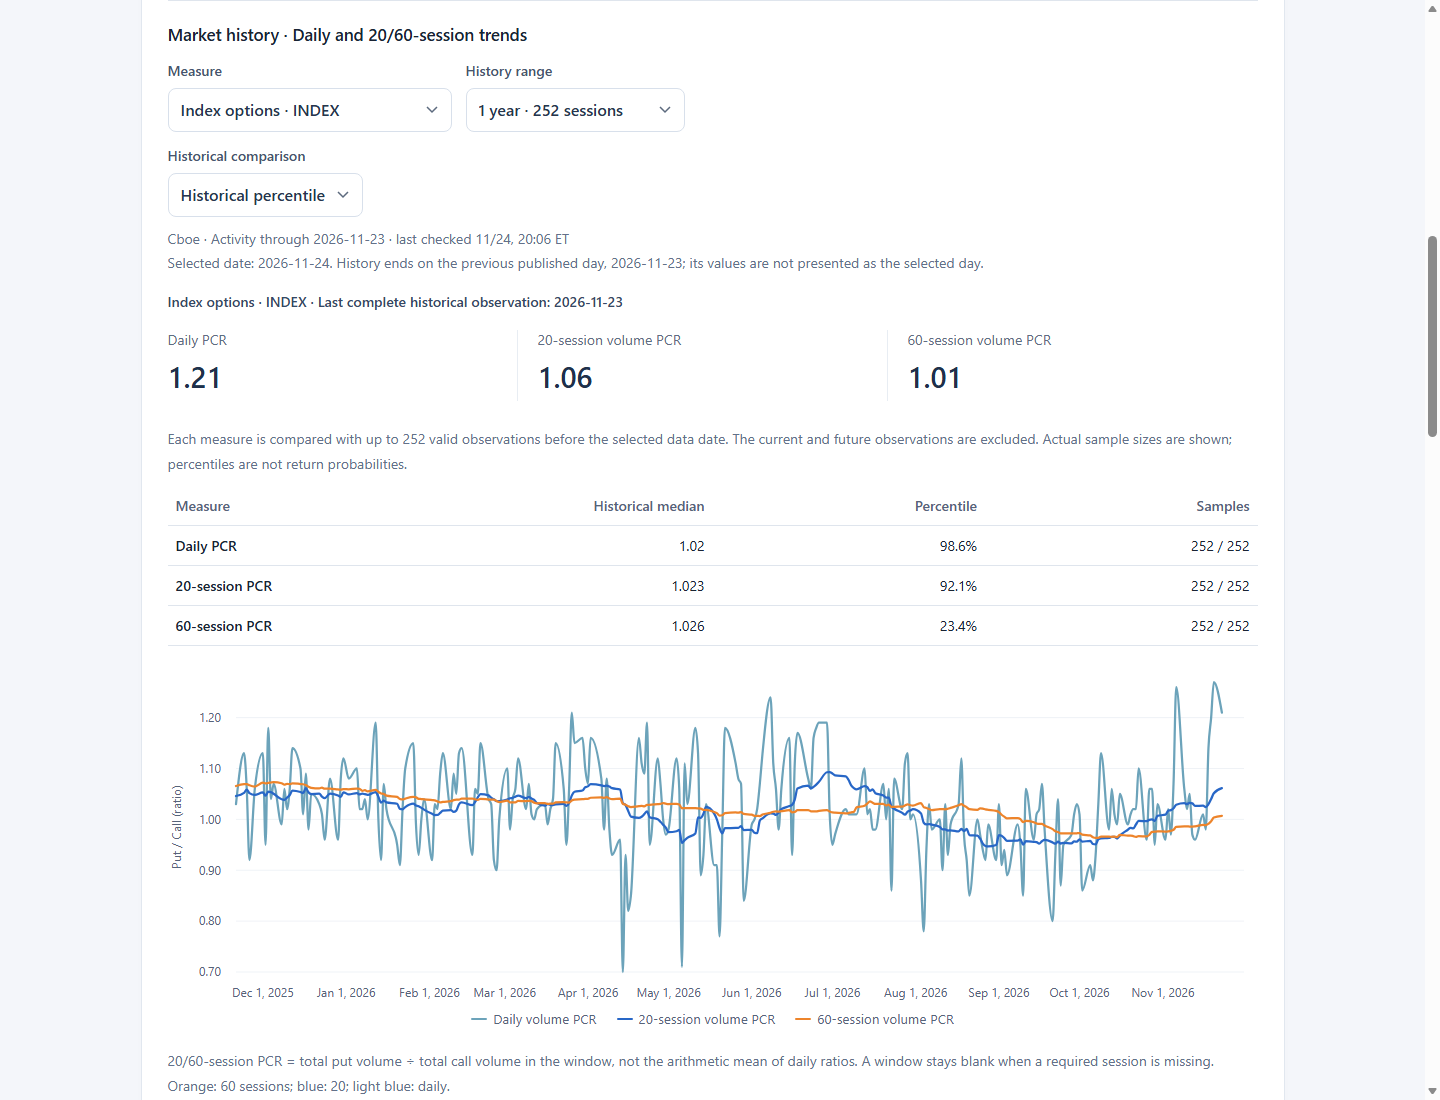 Market history · Daily and 20/60-session trends
Measure
History range
Index options · INDEX
1 year · 252 sessions
Historical comparison
Historical percentile
Cboe · Activity through 2026-11-23 · last checked 11/24, 20:06 ET
Selected date: 2026-11-24. History ends on the previous published day, 2026-11-23; its values are not presented as the selected day.
Index options · INDEX · Last complete historical observation: 2026-11-23
Daily PCR
20-session volume PCR
60-session volume PCR
1.21
1.06
1.01
Each measure is compared with up to 252 valid observations before the selected data date. The current and future observations are excluded. Actual sample sizes are shown;
percentiles are not return probabilities.
Measure Historical median Percentile Samples
Daily PCR 1.02 98.6% 252 / 252
20-session PCR 1.023 92.1% 252 / 252
60-session PCR 1.026 23.4% 252 / 252
Put / Call (ratio)
1.20
1.10
1.00
0.90
0.80
0.70
Dec 1, 2025 Jan 1, 2026 Feb 1, 2026 Mar 1, 2026 Apr 1, 2026 May 1, 2026 Jun 1, 2026 Jul 1, 2026 Aug 1, 2026 Sep 1, 2026 Oct 1, 2026 Nov 1, 2026
Daily volume PCR 20-session volume PCR 60-session volume PCR
20/60-session PCR = total put volume ÷ total call volume in the window, not the arithmetic mean of daily ratios. A window stays blank when a required session is missing.
Orange: 60 sessions; blue: 20; light blue: daily.